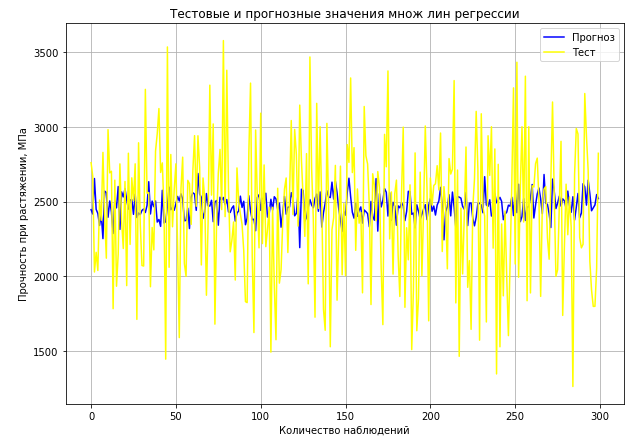 Тестовые и прогнозные значения множ лин регрессии
Прогноз
Тест
3500
3000
2500
2000
1500
Прочность при растяжении, МПа
0
50
100
150
200
250
300
Количество наблюдений